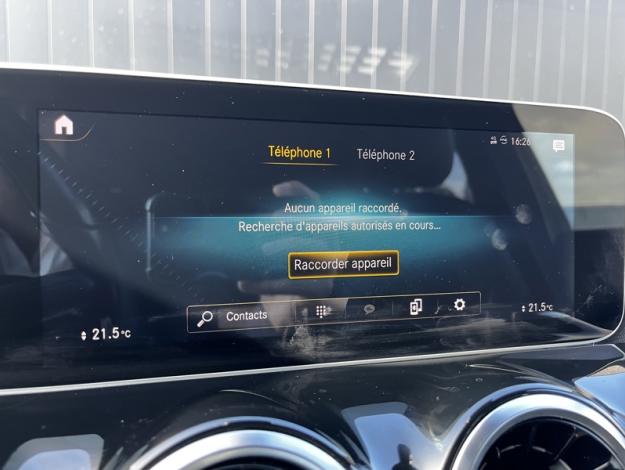 Téléphone 1 Téléphone 2 16:26
Aucun appareil raccordé.
Recherche d'appareils autorisés en cours...
Raccorder appareil
Contacts
21.5°C 21.5°C